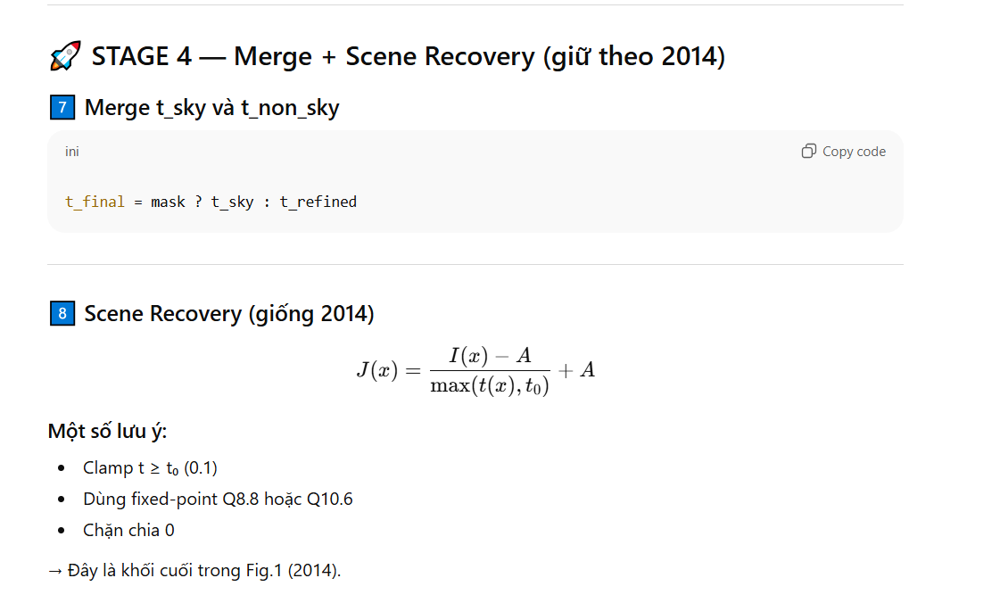 🚀 STAGE 4 — Merge + Scene Recovery (giữ theo 2014)
7 Merge t_sky và t_non_sky
ini
Copy code
t_final = mask ? t_sky : t_refined
8 Scene Recovery (giống 2014)
J(x) = \frac{I(x) − A}{max(t(x), t₀)} + A
Một số lưu ý:
• Clamp t ≥ t₀ (0.1)
• Dùng fixed-point Q8.8 hoặc Q10.6
• Chặn chia 0
→ Đây là khối cuối trong Fig.1 (2014).